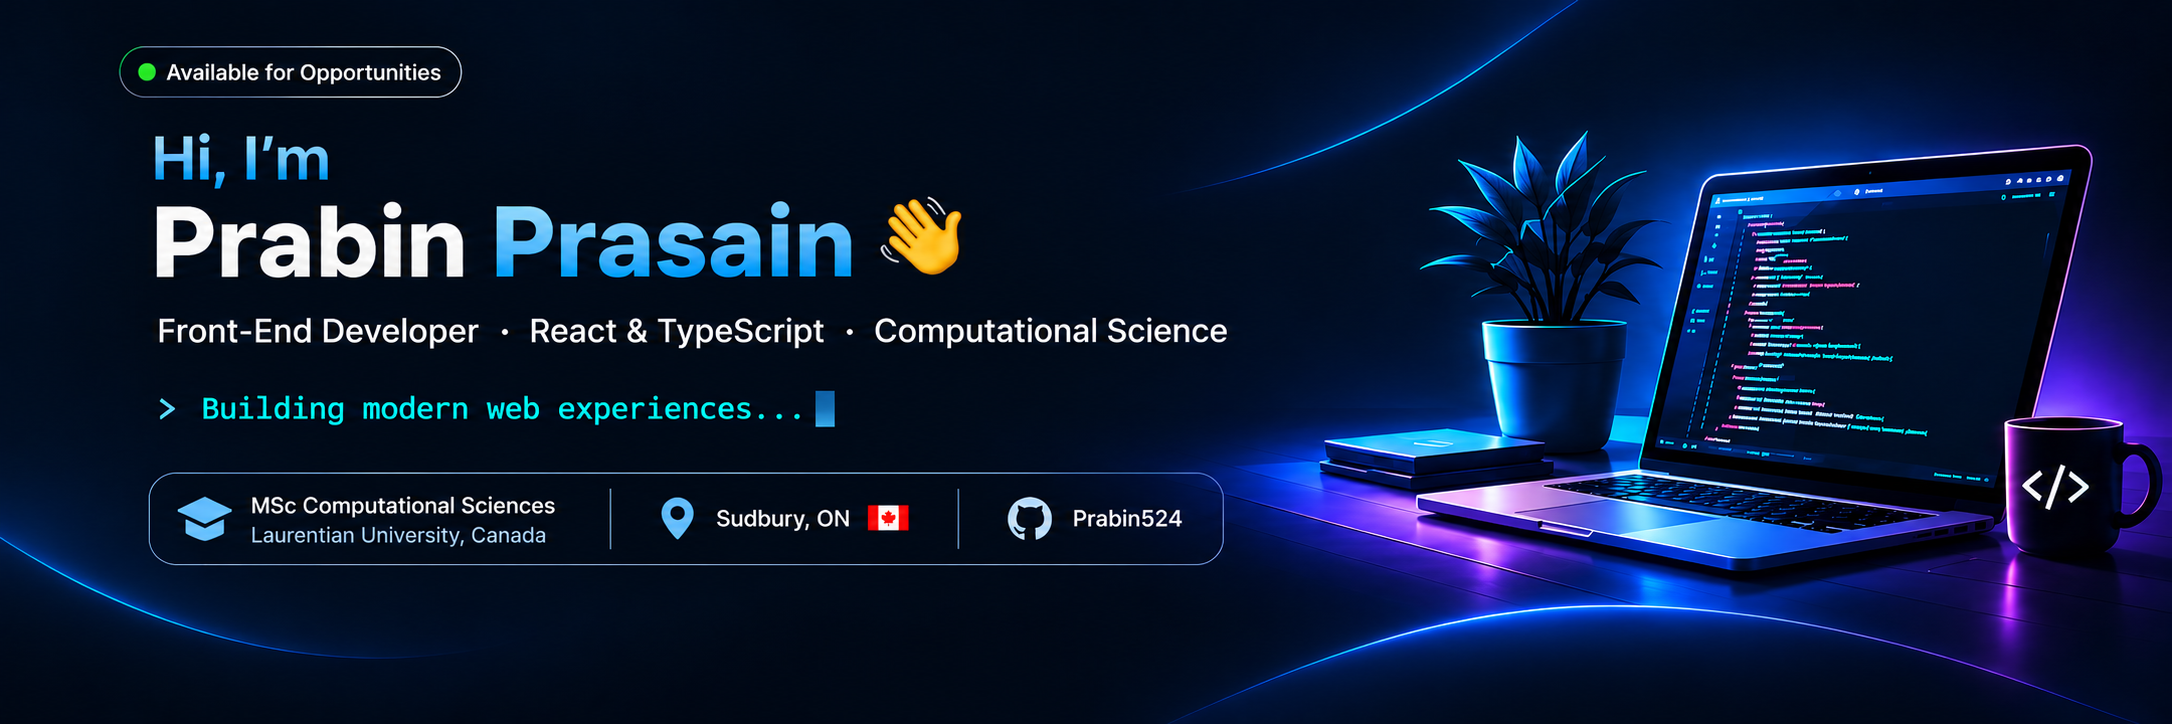 Available for Opportunities
Hi, I'm
Prabin Prasain 👋
Front-End Developer · React & TypeScript · Computational Science
> Building modern web experiences...
MSc Computational Sciences
Laurentian University, Canada
Sudbury, ON 🇨🇦
Prabin524
</>